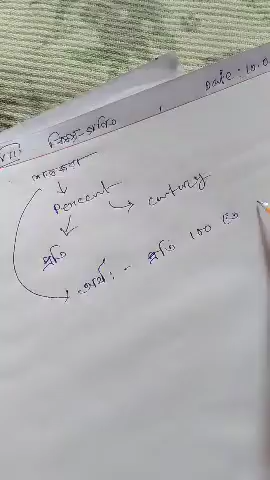 Date : 10.0
বিষয়-গণিত
শতকরা
Percent
century
প্রতি
অর্থ :- প্রতি 100 তে